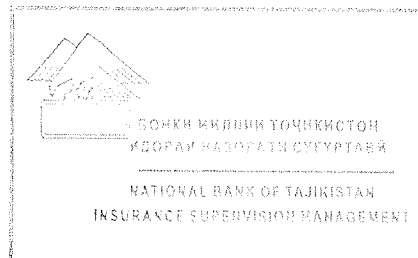 БОНКИ МИЛЛИИ ТОҶИКИСТОН
ИДОРАИ НАЗОРАТИ СУҒУРТАВӢ
NATIONAL BANK OF TAJIKISTAN
INSURANCE SUPERVISION MANAGEMENT